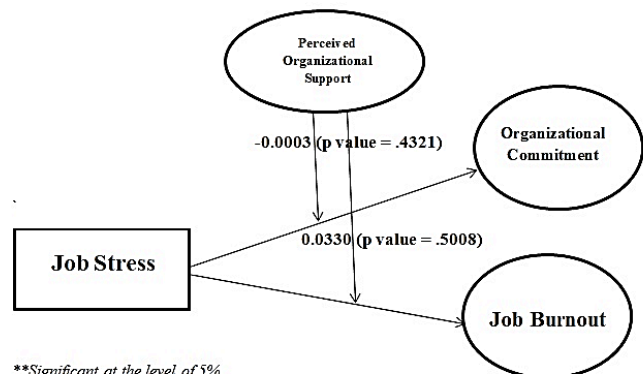 Perceived
Organizational
Support
-0.0003 (p value = .4321)
Organizational
Commitment
0.0330 (p value = .5008)
Job Stress
Job Burnout
**Significant at the level of 5%